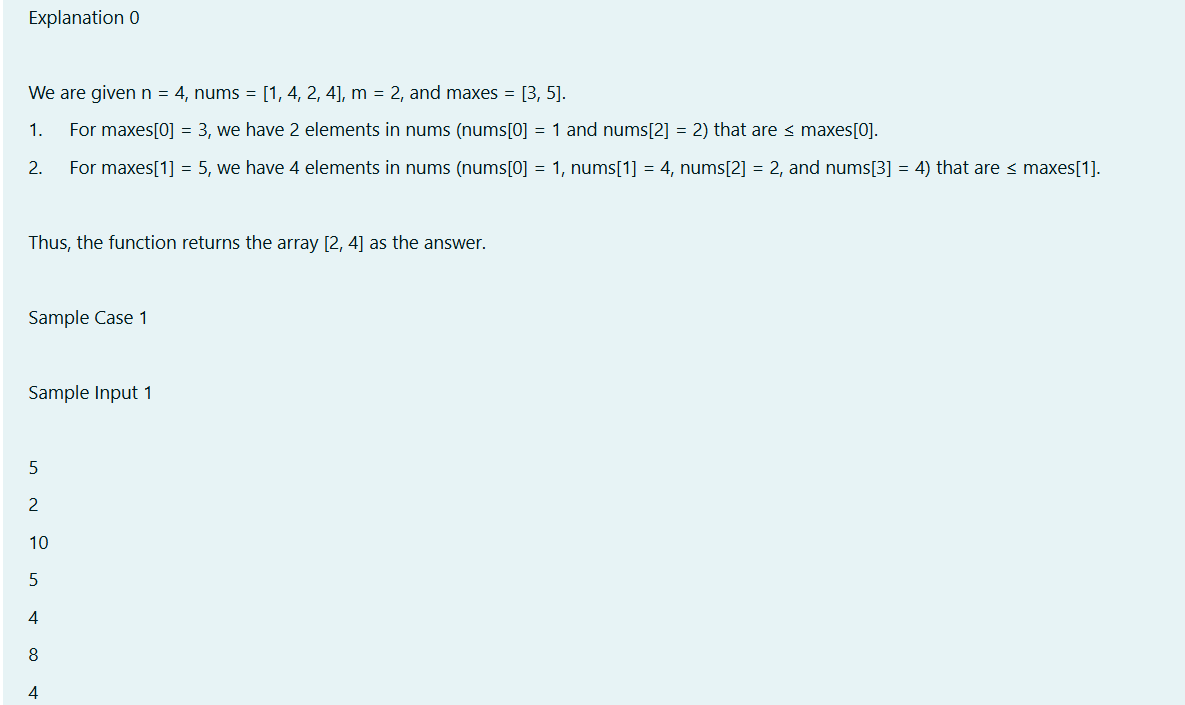 Explanation 0
We are given n = 4, nums = [1, 4, 2, 4], m = 2, and maxes = [3, 5].
1. For maxes[0] = 3, we have 2 elements in nums (nums[0] = 1 and nums[2] = 2) that are ≤ maxes[0].
2. For maxes[1] = 5, we have 4 elements in nums (nums[0] = 1, nums[1] = 4, nums[2] = 2, and nums[3] = 4) that are ≤ maxes[1].
Thus, the function returns the array [2, 4] as the answer.
Sample Case 1
Sample Input 1
5
2
10
5
4
8
4